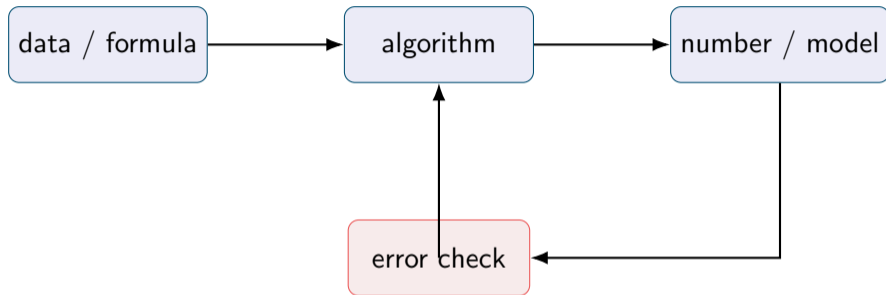 data / formula
algorithm
number / model
error check